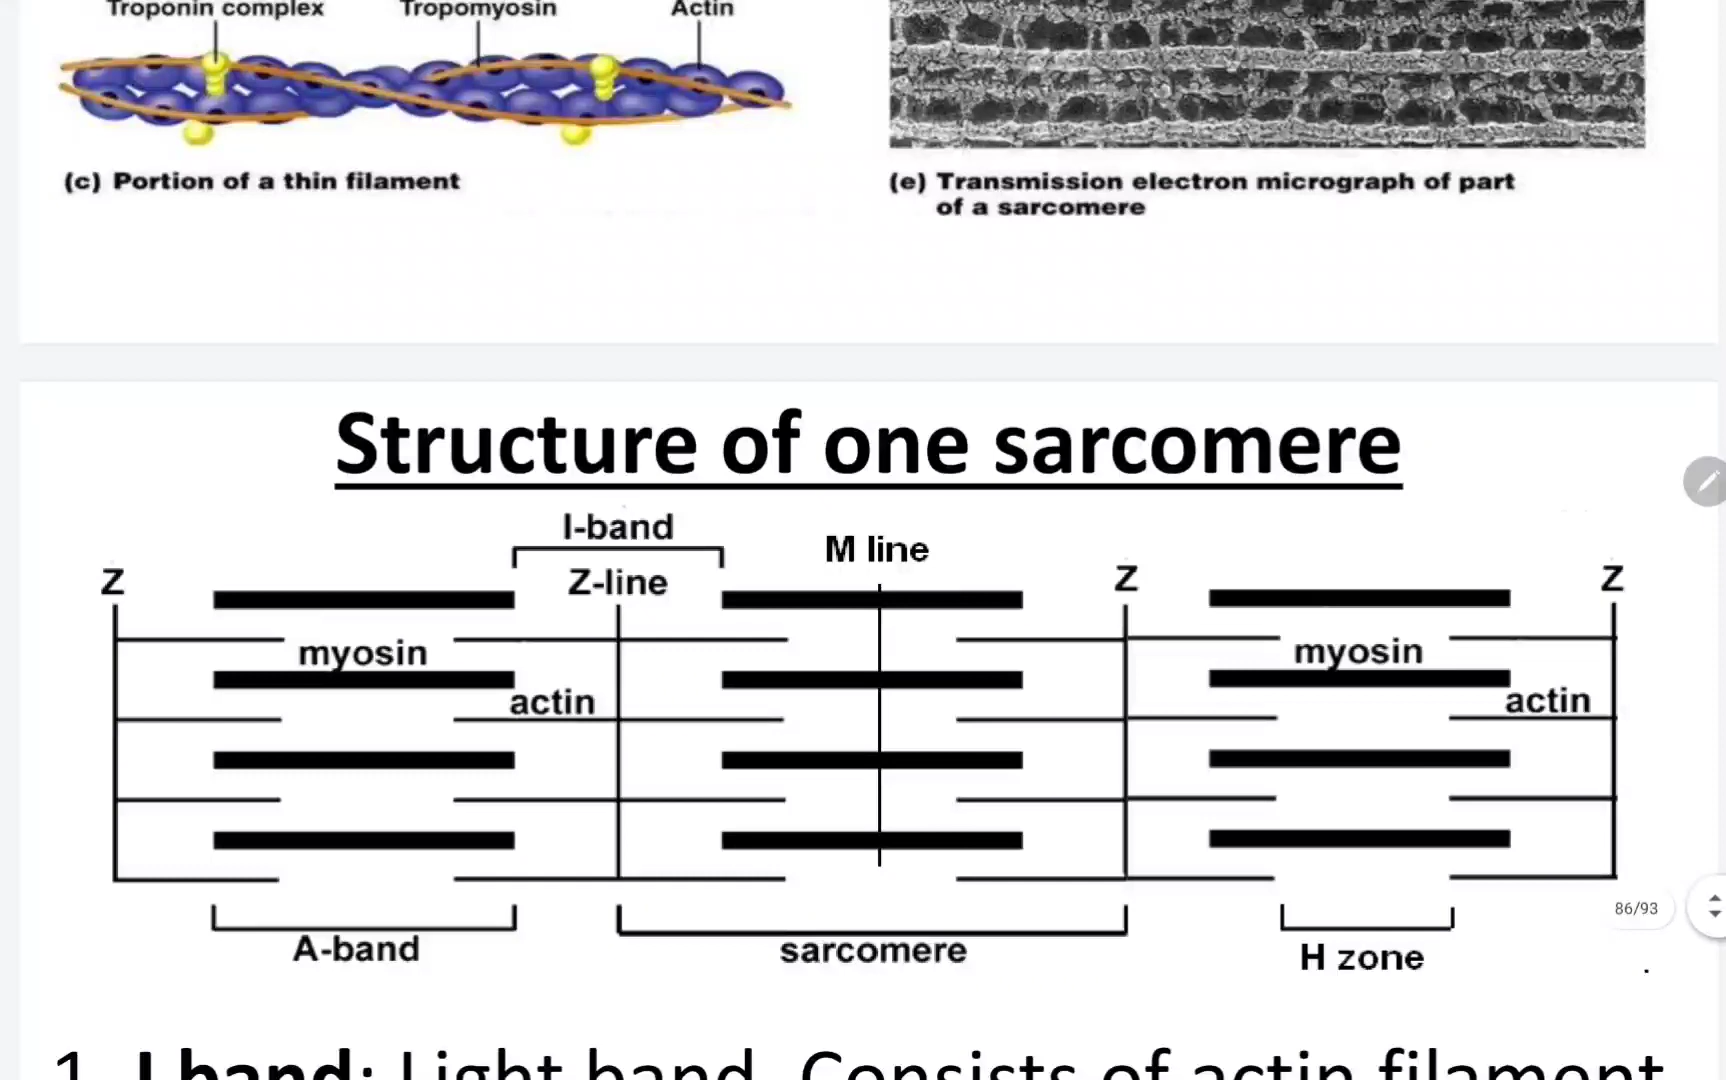 Troponin complex Tropomyosin Actin
(c) Portion of a thin filament
(e) Transmission electron micrograph of part
of a sarcomere
Structure of one sarcomere
I-band
M line
Z Z-line Z Z
myosin myosin
actin actin
86/93
A-band sarcomere H zone
1. I band: Light band. Consists of actin filament